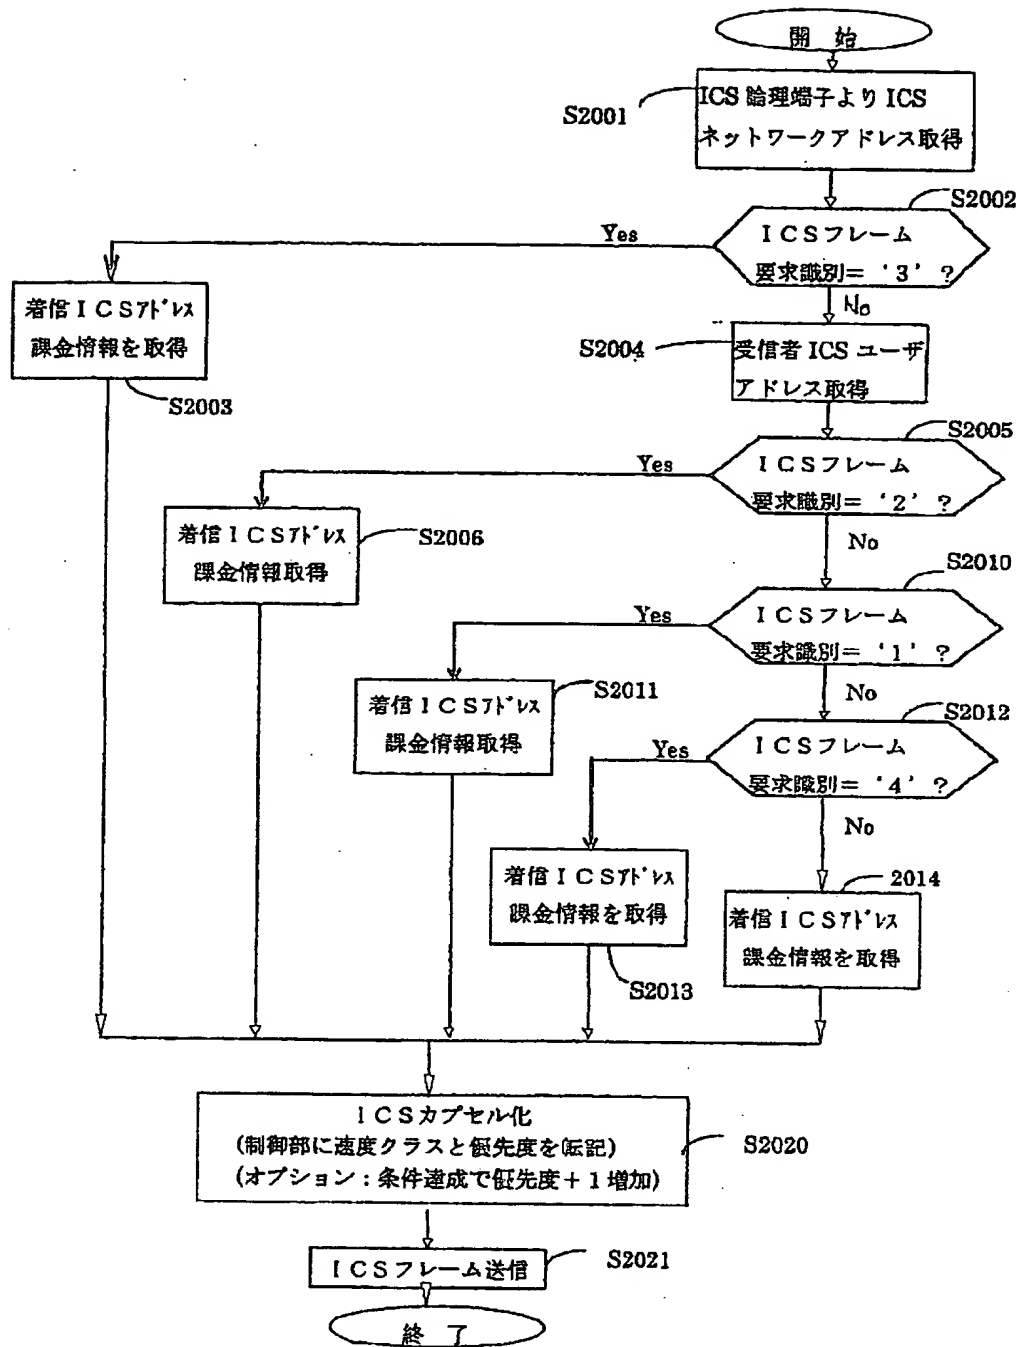 開 始
S2001
ICS 論理端子より ICS
ネットワークアドレス取得
S2002
ICSフレーム
要求識別= '3' ?
Yes
No
着信ICSアドレス
課金情報を取得
S2003
S2004
受信者 ICS ユーザ
アドレス取得
S2005
ICSフレーム
要求識別= '2' ?
Yes
No
着信ICSアドレス
課金情報取得
S2006
S2010
ICSフレーム
要求識別= '1' ?
Yes
No
着信ICSアドレス
課金情報取得
S2011
S2012
ICSフレーム
要求識別= '4' ?
Yes
No
着信ICSアドレス
課金情報を取得
S2013
2014
着信ICSアドレス
課金情報を取得
ICSカプセル化
(制御部に速度クラスと優先度を転記)
(オプション:条件達成で優先度+1増加)
S2020
ICSフレーム送信
S2021
終 了